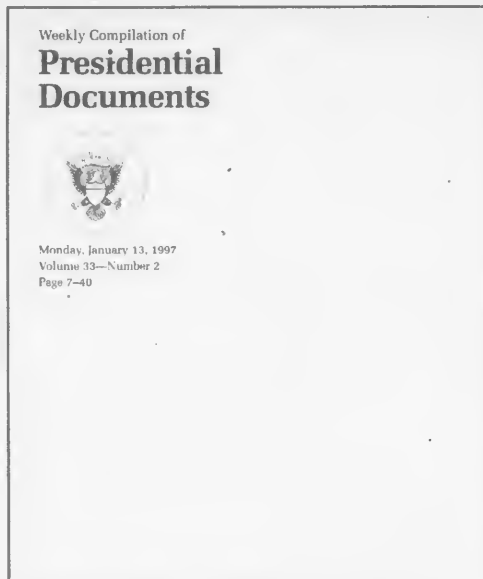 Weekly Compilation of
Presidential
Documents
Monday, January 13, 1997
Volume 33—Number 2
Page 7–40